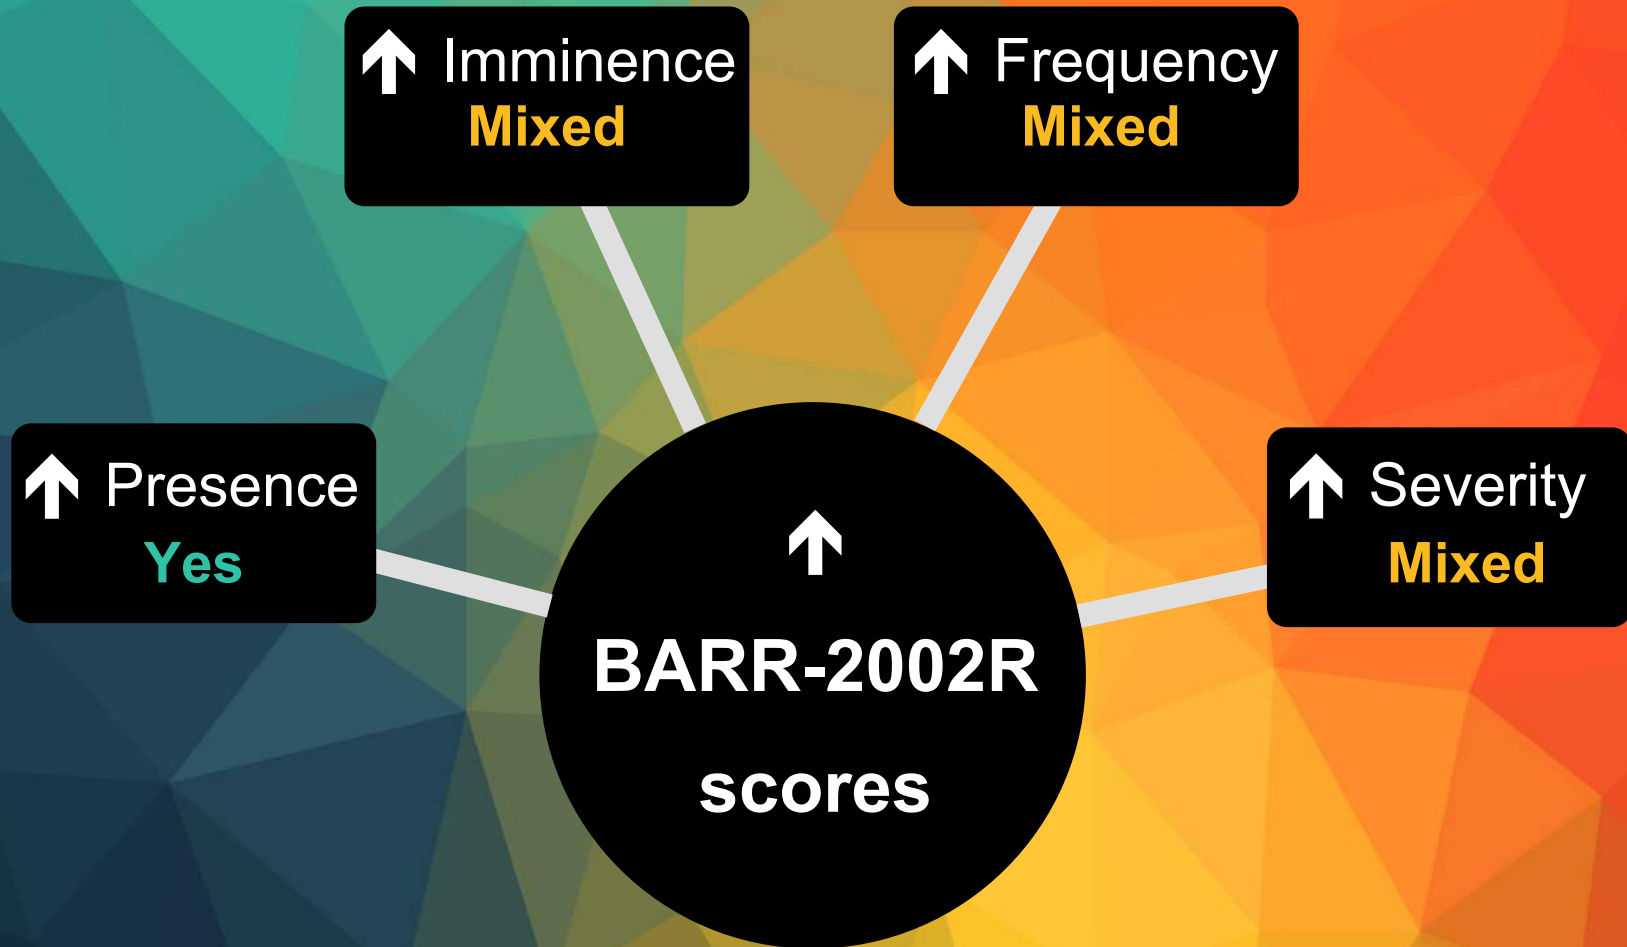 ↑ Imminence
Mixed
↑ Frequency
Mixed
↑ Presence
Yes
↑ Severity
Mixed
↑
BARR-2002R
scores